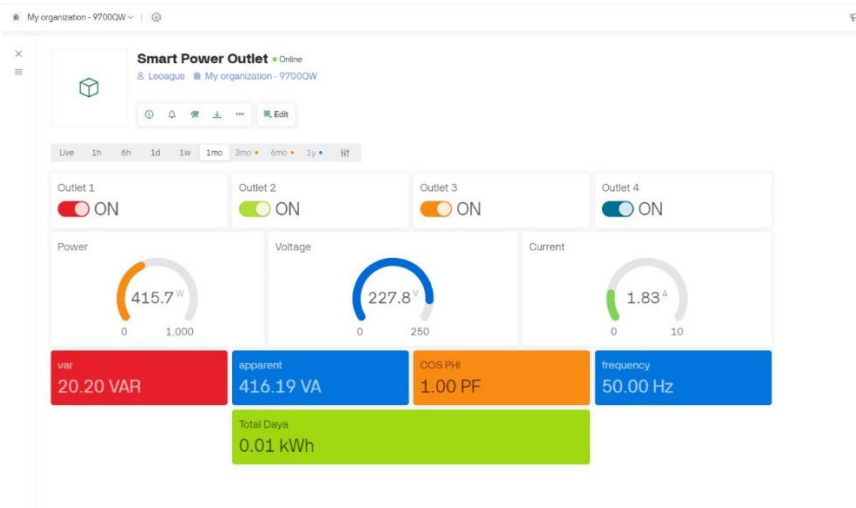 My organization - 9700QW
Smart Power Outlet Online
Leoagus My organization - 9700QW
Edit
Live 1h 6h 1d 1w 1mo 3mo 6mo 1y
Outlet 1 Outlet 2 Outlet 3 Outlet 4
ON ON ON ON
Power Voltage Current
415.7 W 227.8 V 1.83 A
0 1,000 0 250 0 10
var apparent COS PHI frequency
20.20 VAR 416.19 VA 1.00 PF 50.00 Hz
Total Daya
0.01 kWh